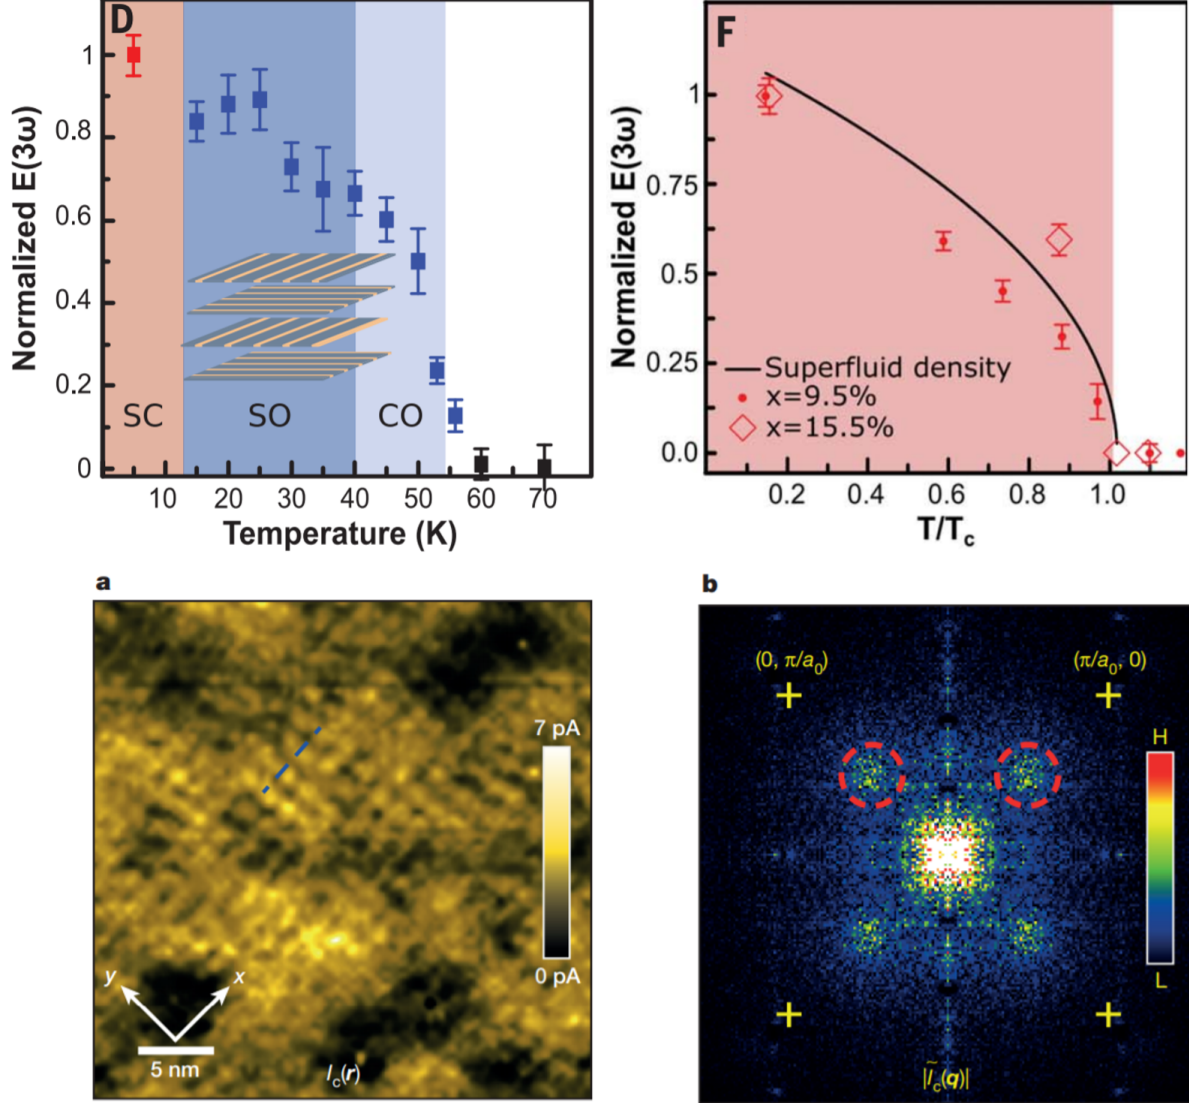 D
Normalized E(3ω)
1
0.8
0.6
0.4
0.2
0
SC
SO
CO
10 20 30 40 50 60 70
Temperature (K)
F
Normalized E(3ω)
1
0.75
0.5
0.25
0.0
Superfluid density
x=9.5%
x=15.5%
0.2 0.4 0.6 0.8 1.0
T/Tc
a
7 pA
0 pA
y
x
5 nm
Ic(r)
b
(0, π/a0)
(π/a0, 0)
H
L
|Ĩc(q)|